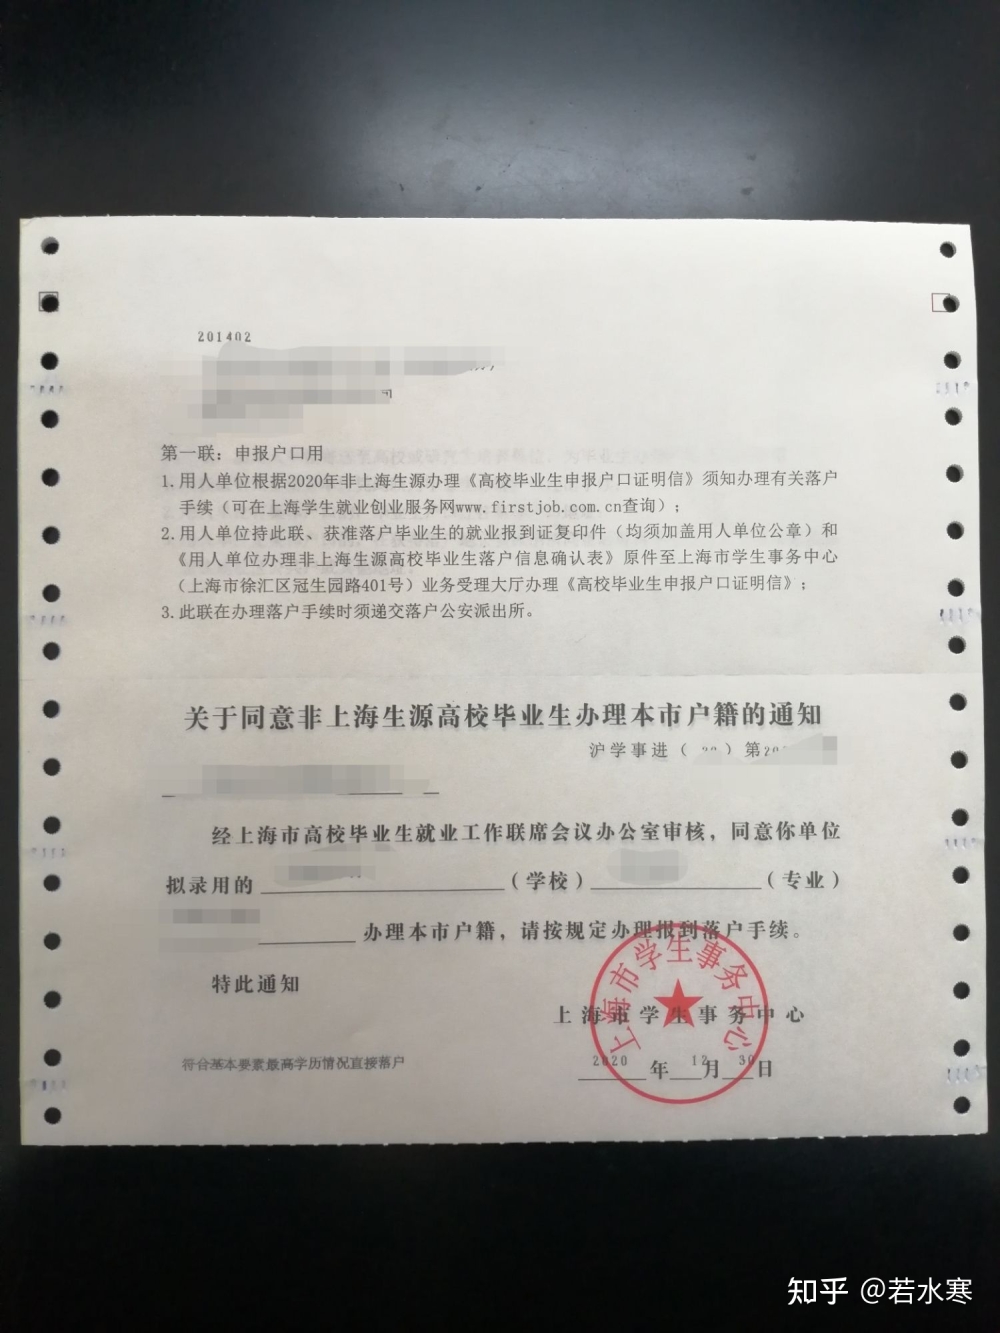 201402
司
第一联：申报户口用
1.用人单位根据2020年非上海生源办理《高校毕业生申报户口证明信》须知办理有关落户
手续（可在上海学生就业创业服务网www.firstjob.com.cn查询）；
2.用人单位持此联、获准落户毕业生的就业报到证复印件（均须加盖用人单位公章）和
《用人单位办理非上海生源高校毕业生落户信息确认表》原件至上海市学生事务中心
（上海市徐汇区冠生园路401号）业务受理大厅办理《高校毕业生申报户口证明信》；
3.此联在办理落户手续时须递交落户公安派出所。
关于同意非上海生源高校毕业生办理本市户籍的通知
沪学事进（20）第20
经上海市高校毕业生就业工作联席会议办公室审核，同意你单位
拟录用的（学校）（专业）
办理本市户籍，请按规定办理报到落户手续。
特此通知
上海市学生事务中心
上海市学生事务中心
符合基本要素最高学历情况直接落户
2020年12月30日
知乎 @若水寒